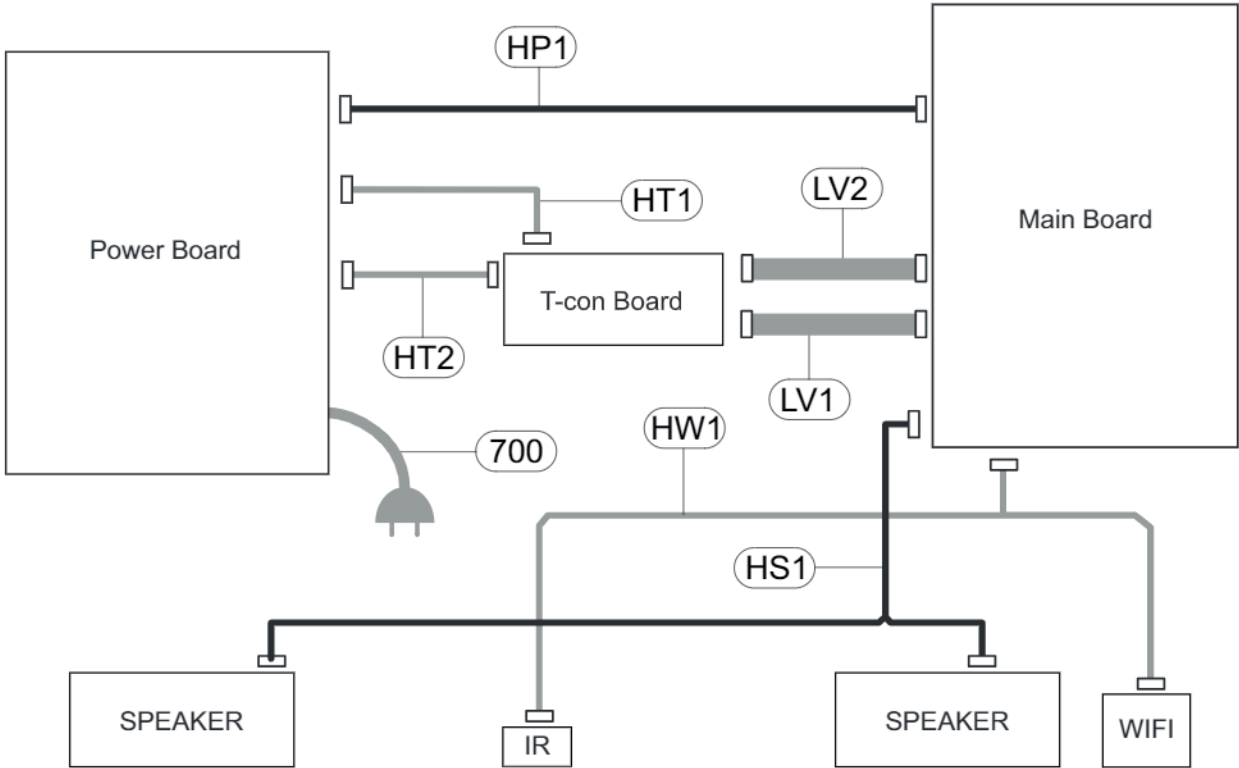 HP1
HT1
LV2
Main Board
Power Board
T-con Board
HT2
LV1
HW1
700
HS1
SPEAKER
SPEAKER
IR
WIFI